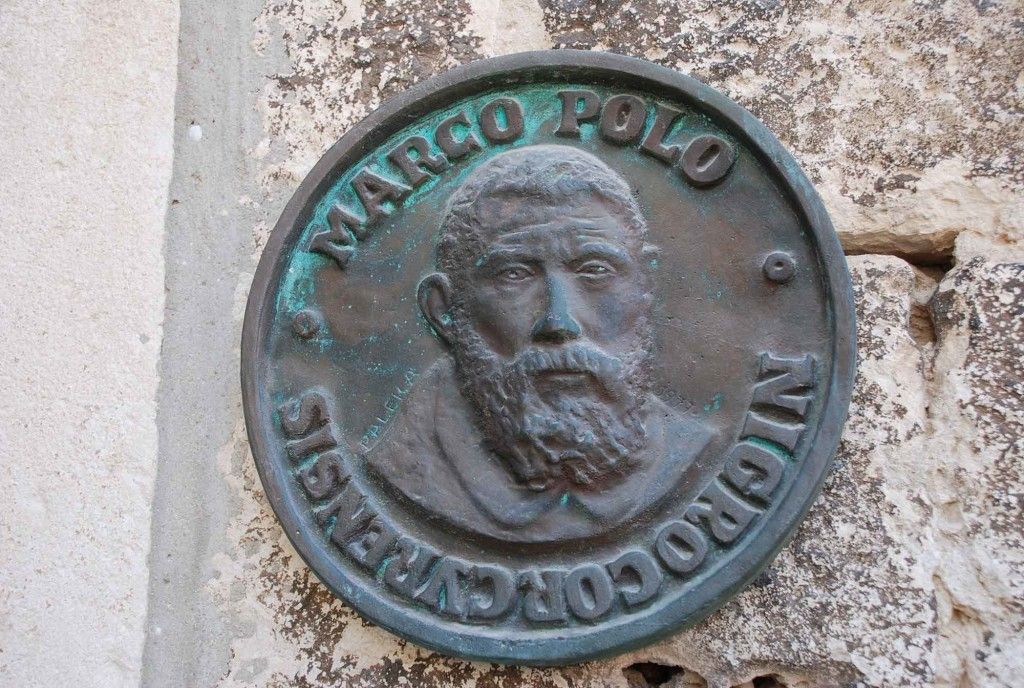 MARCO POLO
NIGROCORCVRENSIS
PALEKA